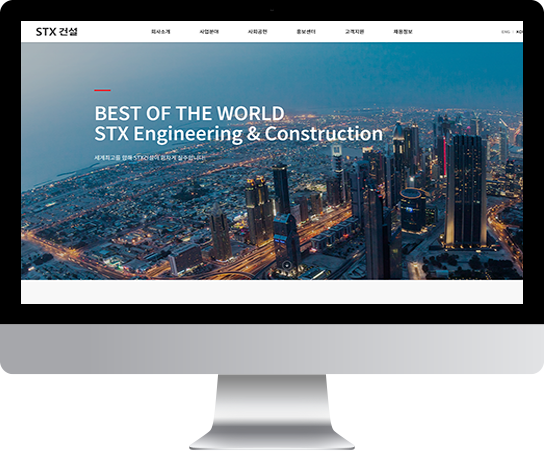 STX 건설
회사소개 사업분야 사회공헌 홍보센터 고객지원 채용정보
ENG | KO
BEST OF THE WORLD
STX Engineering & Construction
세계최고를 향해 STX건설이 힘차게 질주합니다